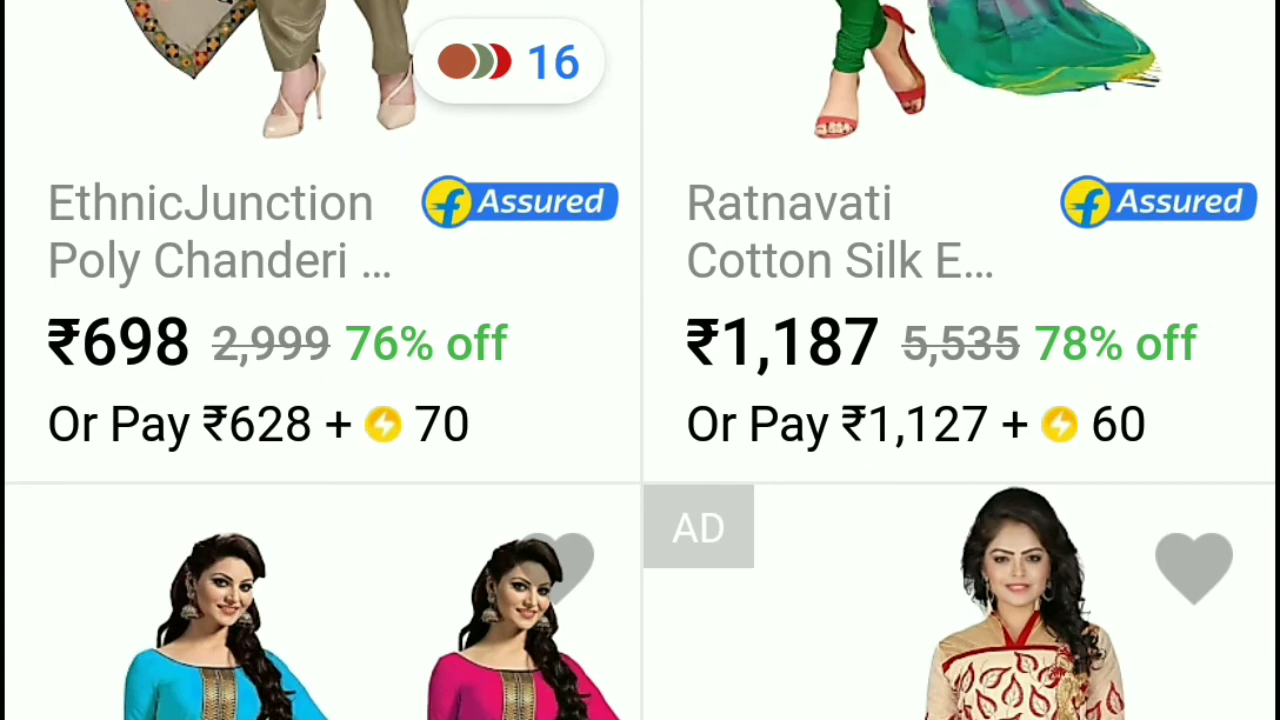 16
EthnicJunction
Assured
Poly Chanderi ...
₹698 2,999 76% off
Or Pay ₹628 + 70
Ratnavati
Assured
Cotton Silk E...
₹1,187 5,535 78% off
Or Pay ₹1,127 + 60
AD